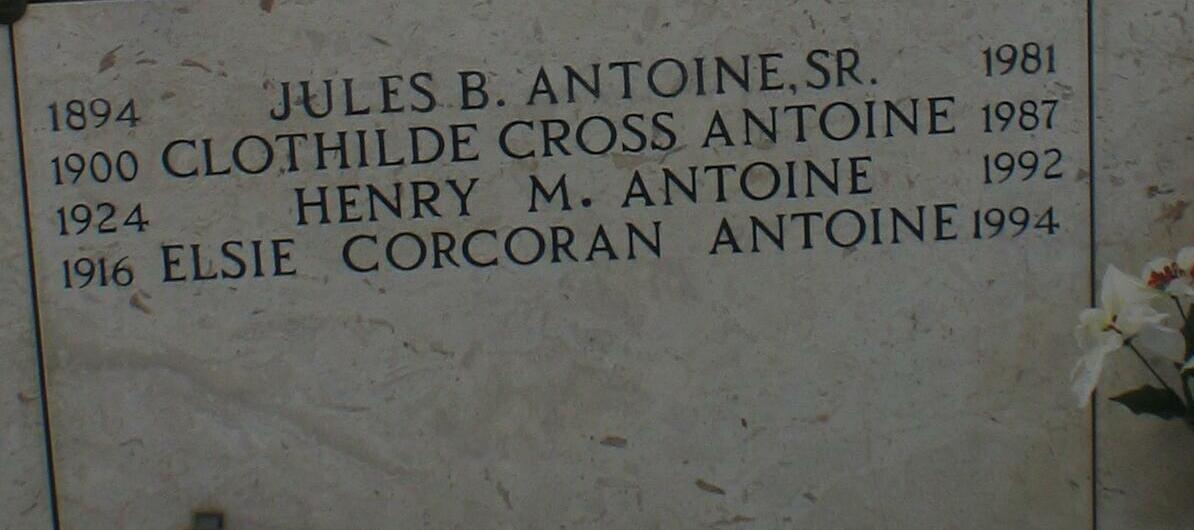 1894 JULES B. ANTOINE, SR. 1981
1900 CLOTHILDE CROSS ANTOINE 1987
1924 HENRY M. ANTOINE 1992
1916 ELSIE CORCORAN ANTOINE 1994